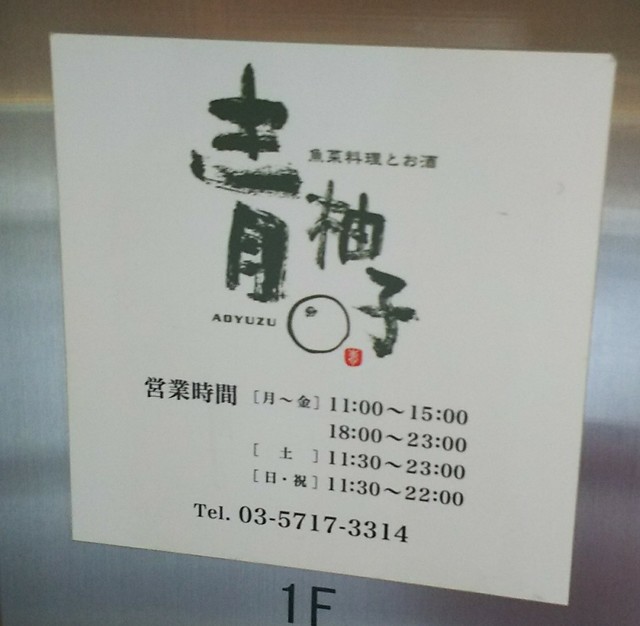 青柚子
魚菜料理とお酒
AOYUZU
営業時間 [月～金] 11:00～15:00
18:00～23:00
[ 土 ] 11:30～23:00
[日・祝] 11:30～22:00
Tel. 03-5717-3314
1F